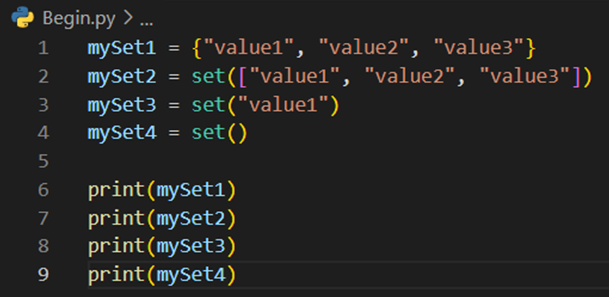 Begin.py > ...
1 mySet1 = {"value1", "value2", "value3"}
2 mySet2 = set(["value1", "value2", "value3"])
3 mySet3 = set("value1")
4 mySet4 = set()
5
6 print(mySet1)
7 print(mySet2)
8 print(mySet3)
9 print(mySet4)